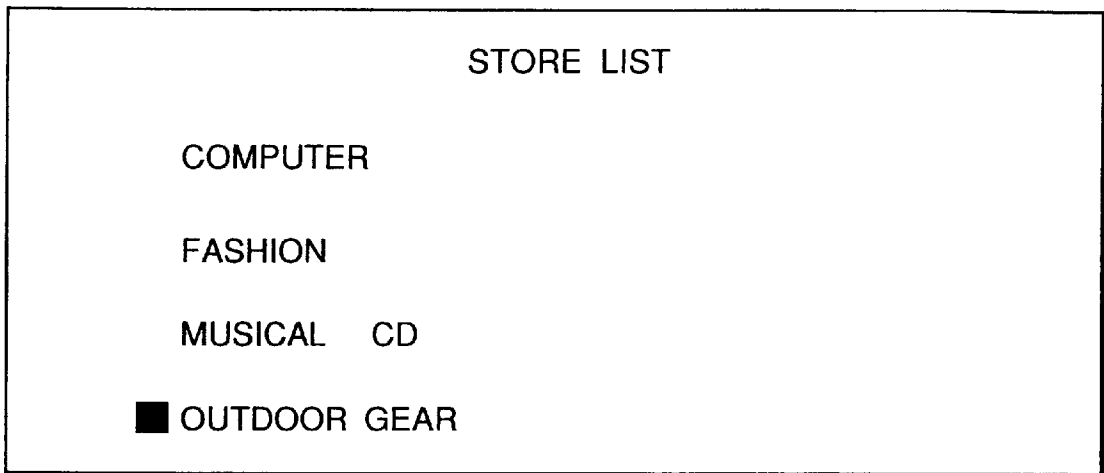 STORE LIST
COMPUTER
FASHION
MUSICAL CD
OUTDOOR GEAR